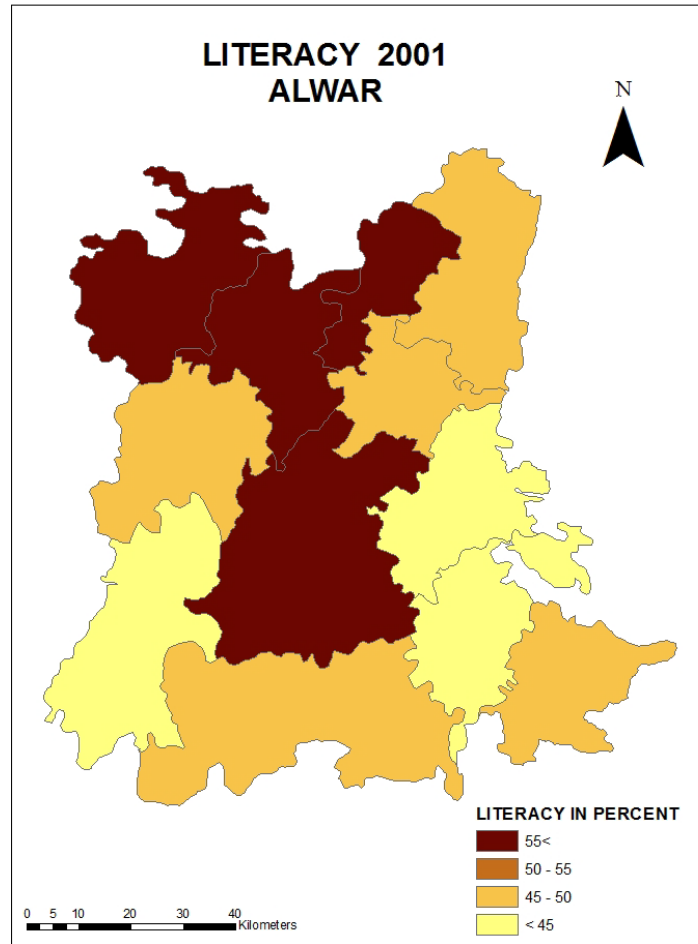 LITERACY 2001
ALWAR
N
LITERACY IN PERCENT
55<
50 - 55
45 - 50
< 45
0 5 10 20 30 40
Kilometers